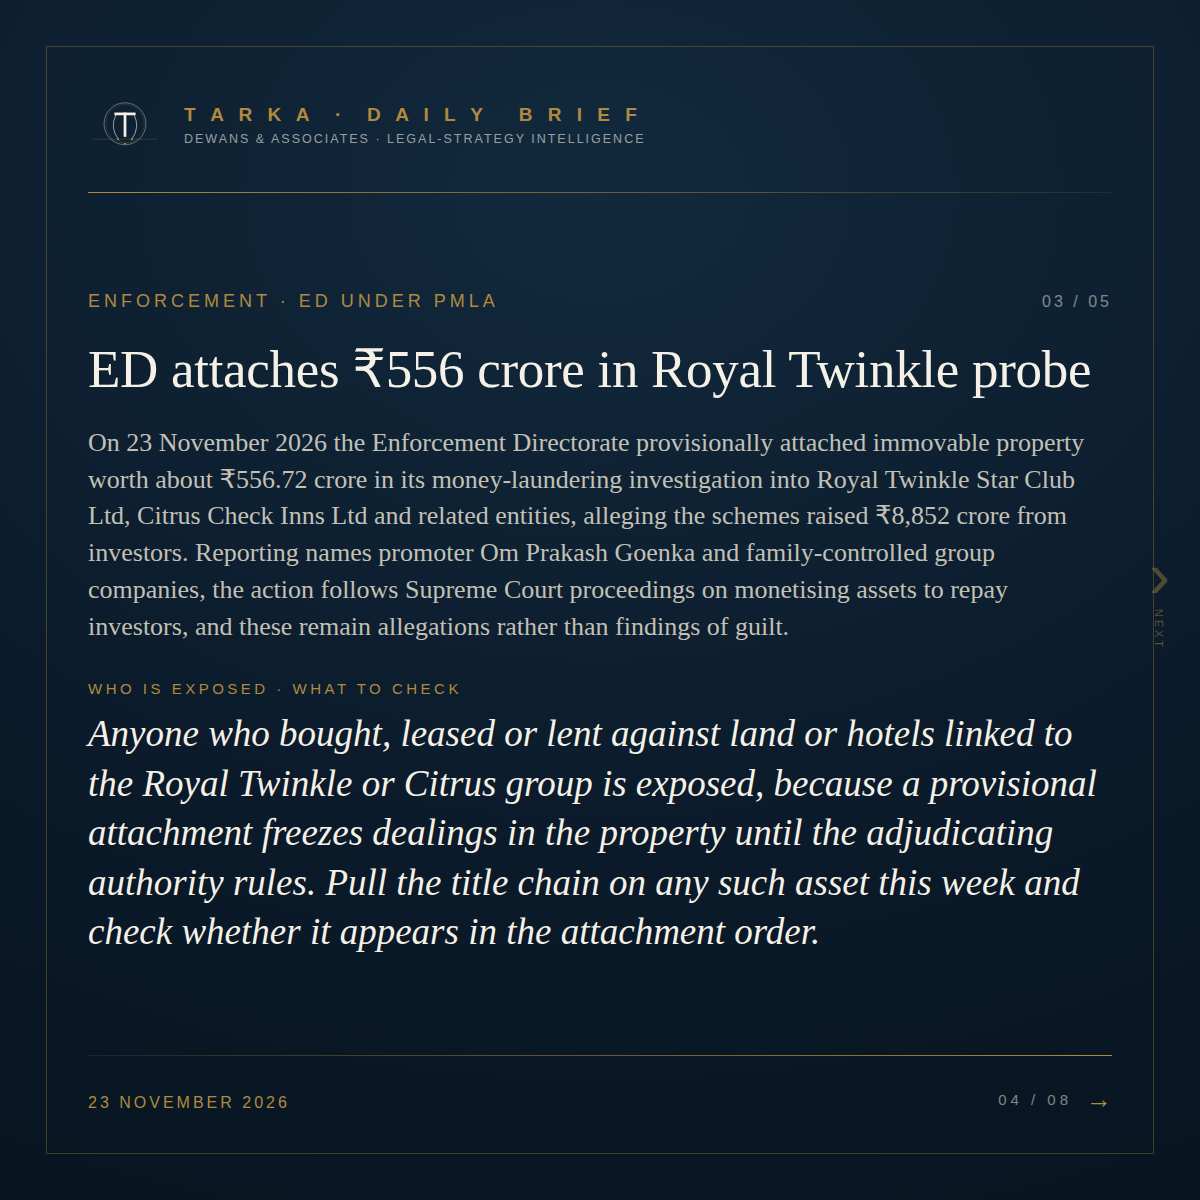 T
TARKA · DAILY BRIEF
DEWANS & ASSOCIATES · LEGAL-STRATEGY INTELLIGENCE
ENFORCEMENT · ED UNDER PMLA
03 / 05
ED attaches ₹556 crore in Royal Twinkle probe
On 23 November 2026 the Enforcement Directorate provisionally attached immovable property
worth about ₹556.72 crore in its money-laundering investigation into Royal Twinkle Star Club
Ltd, Citrus Check Inns Ltd and related entities, alleging the schemes raised ₹8,852 crore from
investors. Reporting names promoter Om Prakash Goenka and family-controlled group
companies, the action follows Supreme Court proceedings on monetising assets to repay
investors, and these remain allegations rather than findings of guilt.
NEXT
WHO IS EXPOSED · WHAT TO CHECK
Anyone who bought, leased or lent against land or hotels linked to
the Royal Twinkle or Citrus group is exposed, because a provisional
attachment freezes dealings in the property until the adjudicating
authority rules. Pull the title chain on any such asset this week and
check whether it appears in the attachment order.
23 NOVEMBER 2026
04 / 08 →